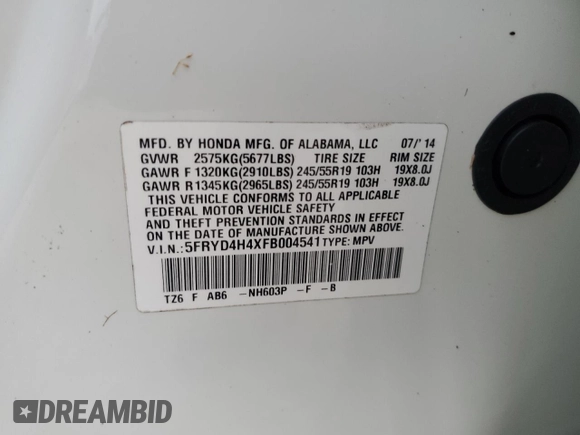 MFD. BY HONDA MFG. OF ALABAMA, LLC 07/'14
GVWR 2575KG(5677LBS) TIRE SIZE RIM SIZE
GAWR F 1320KG(2910LBS) 245/55R19 103H 19X8.0J
GAWR R 1345KG(2965LBS) 245/55R19 103H 19X8.0J
THIS VEHICLE CONFORMS TO ALL APPLICABLE
FEDERAL MOTOR VEHICLE SAFETY
AND THEFT PREVENTION STANDARDS IN EFFECT
ON THE DATE OF MANUFACTURE SHOWN ABOVE.
V.I.N.: 5FRYD4H4XFB004541 TYPE: MPV
TZ6 F AB6 -NH603P -F -B
DREAMBID